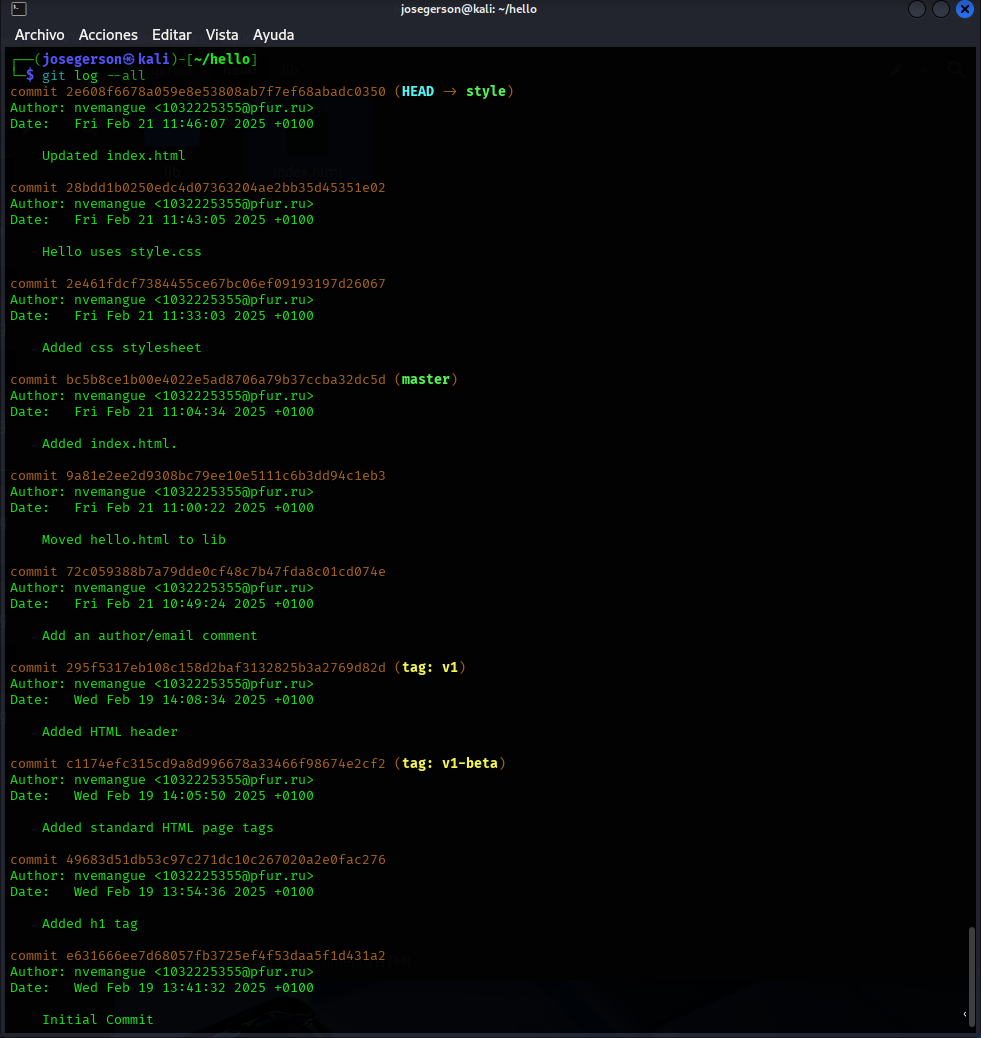 josegerson@kali: ~/hello
Archivo Acciones Editar Vista Ayuda
┌──(josegerson㉿kali)-[~/hello]
└─$ git log --all
commit 2e608f6678a059e8e53808ab7f7ef68abadc0350 (HEAD -> style)
Author: nvemangue <1032225355@pfur.ru>
Date:   Fri Feb 21 11:46:07 2025 +0100
Updated index.html
commit 28bdd1b0250edc4d07363204ae2bb35d45351e02
Author: nvemangue <1032225355@pfur.ru>
Date:   Fri Feb 21 11:43:05 2025 +0100
Hello uses style.css
commit 2e461fdcf7384455ce67bc06ef09193197d26067
Author: nvemangue <1032225355@pfur.ru>
Date:   Fri Feb 21 11:33:03 2025 +0100
Added css stylesheet
commit bc5b8ce1b00e4022e5ad8706a79b37ccba32dc5d (master)
Author: nvemangue <1032225355@pfur.ru>
Date:   Fri Feb 21 11:04:34 2025 +0100
Added index.html.
commit 9a81e2ee2d9308bc79ee10e5111c6b3dd94c1eb3
Author: nvemangue <1032225355@pfur.ru>
Date:   Fri Feb 21 11:00:22 2025 +0100
Moved hello.html to lib
commit 72c059388b7a79dde0cf48c7b47fda8c01cd074e
Author: nvemangue <1032225355@pfur.ru>
Date:   Fri Feb 21 10:49:24 2025 +0100
Add an author/email comment
commit 295f5317eb108c158d2baf3132825b3a2769d82d (tag: v1)
Author: nvemangue <1032225355@pfur.ru>
Date:   Wed Feb 19 14:08:34 2025 +0100
Added HTML header
commit c1174efc315cd9a8d996678a33466f98674e2cf2 (tag: v1-beta)
Author: nvemangue <1032225355@pfur.ru>
Date:   Wed Feb 19 14:05:50 2025 +0100
Added standard HTML page tags
commit 49683d51db53c97c271dc10c267020a2e0fac276
Author: nvemangue <1032225355@pfur.ru>
Date:   Wed Feb 19 13:54:36 2025 +0100
Added h1 tag
commit e631666ee7d68057fb3725ef4f53daa5f1d431a2
Author: nvemangue <1032225355@pfur.ru>
Date:   Wed Feb 19 13:41:32 2025 +0100
Initial Commit